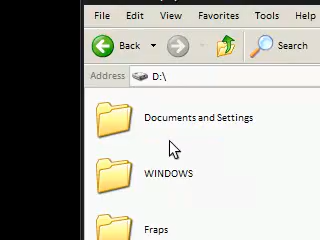 File Edit View Favorites Tools Help
Back Search
Address D:\
Documents and Settings
WINDOWS
Fraps